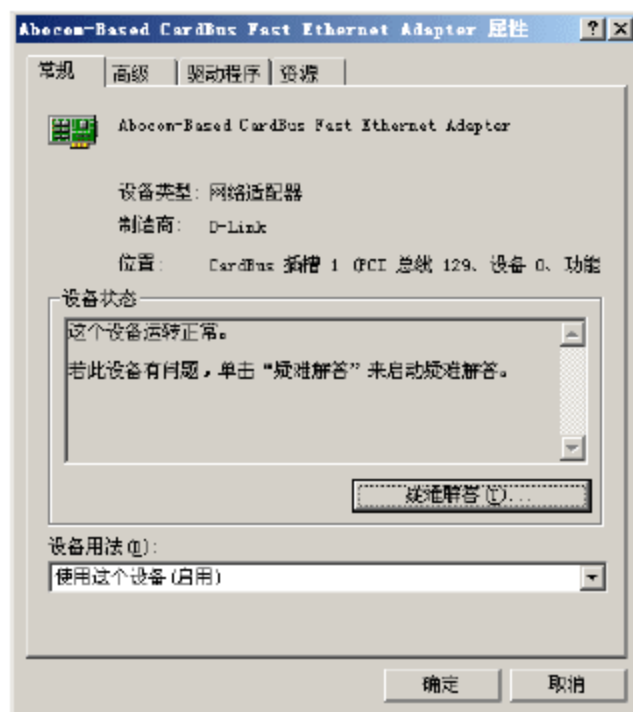 Abocom-Based CardBus Fast Ethernet Adapter 属性
常规 高级 驱动程序 资源
Abocom-Based CardBus Fast Ethernet Adapter
设备类型: 网络适配器
制造商: D-Link
位置: CardBus 插槽 1 (PCI 总线 129、设备 0、功能
设备状态
这个设备运转正常。
若此设备有问题，单击“疑难解答”来启动疑难解答。
疑难解答(T)...
设备用法(D):
使用这个设备(启用)
确定 取消